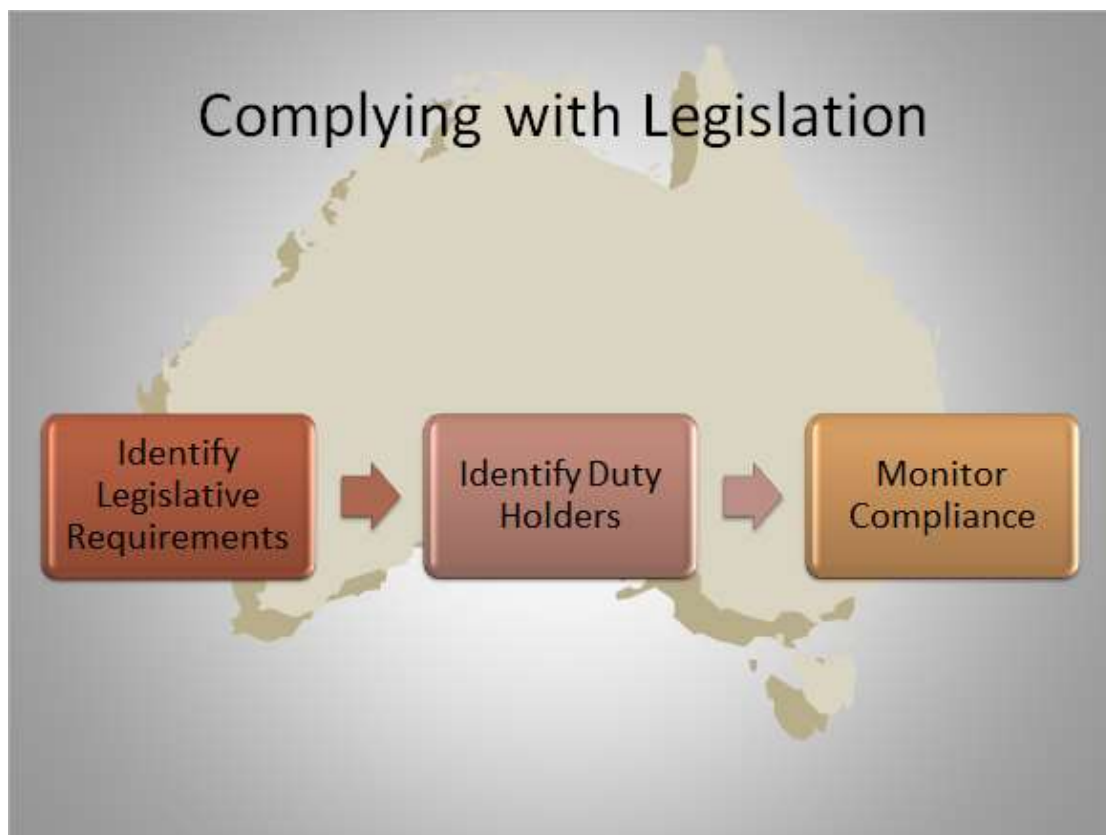 Complying with Legislation
Identify
Legislative
Requirements
Identify Duty
Holders
Monitor
Compliance